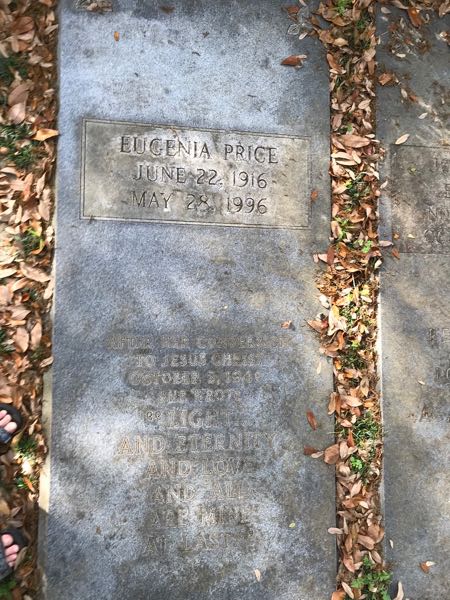 EUGENIA PRICE
JUNE 22, 1916
MAY 28, 1996
AFTER HER CONVERSION
TO JESUS CHRIST
OCTOBER 2, 1949
SHE WROTE
"LIGHT
AND ETERNITY
AND LOVE
AND ALL
ARE MINE
AT LAST"